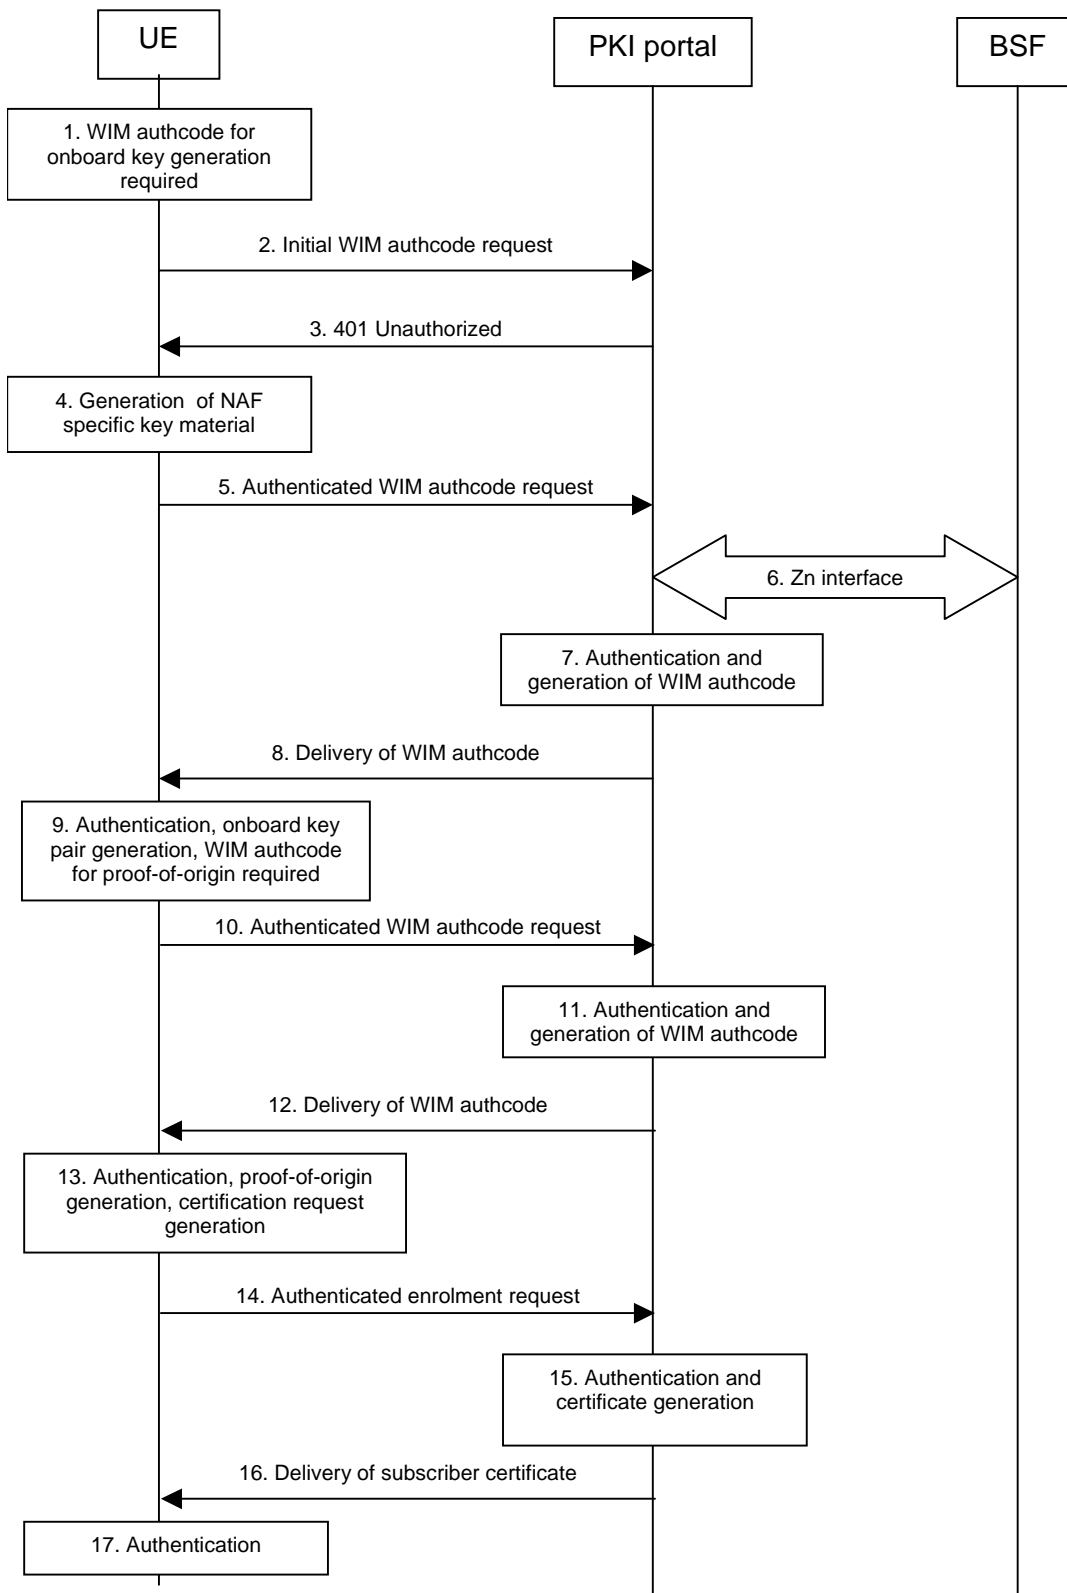 UE
PKI portal
BSF
1. WIM authcode for
onboard key generation
required
2. Initial WIM authcode request
3. 401 Unauthorized
4. Generation of NAF
specific key material
5. Authenticated WIM authcode request
6. Zn interface
7. Authentication and
generation of WIM authcode
8. Delivery of WIM authcode
9. Authentication, onboard key
pair generation, WIM authcode
for proof-of-origin required
10. Authenticated WIM authcode request
11. Authentication and
generation of WIM authcode
12. Delivery of WIM authcode
13. Authentication, proof-of-origin
generation, certification request
generation
14. Authenticated enrolment request
15. Authentication and
certificate generation
16. Delivery of subscriber certificate
17. Authentication